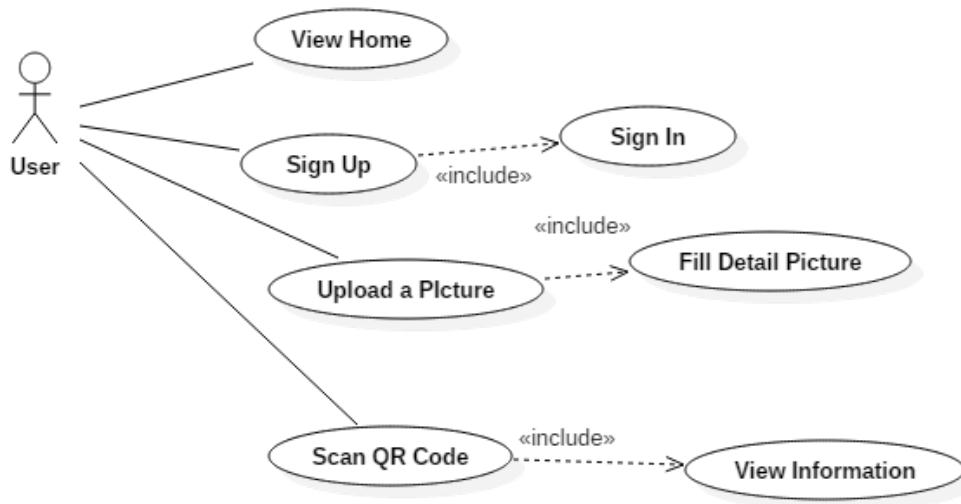 View Home
User
Sign Up
«include»
Sign In
«include»
Upload a PIcture
Fill Detail Picture
Scan QR Code
«include»
View Information